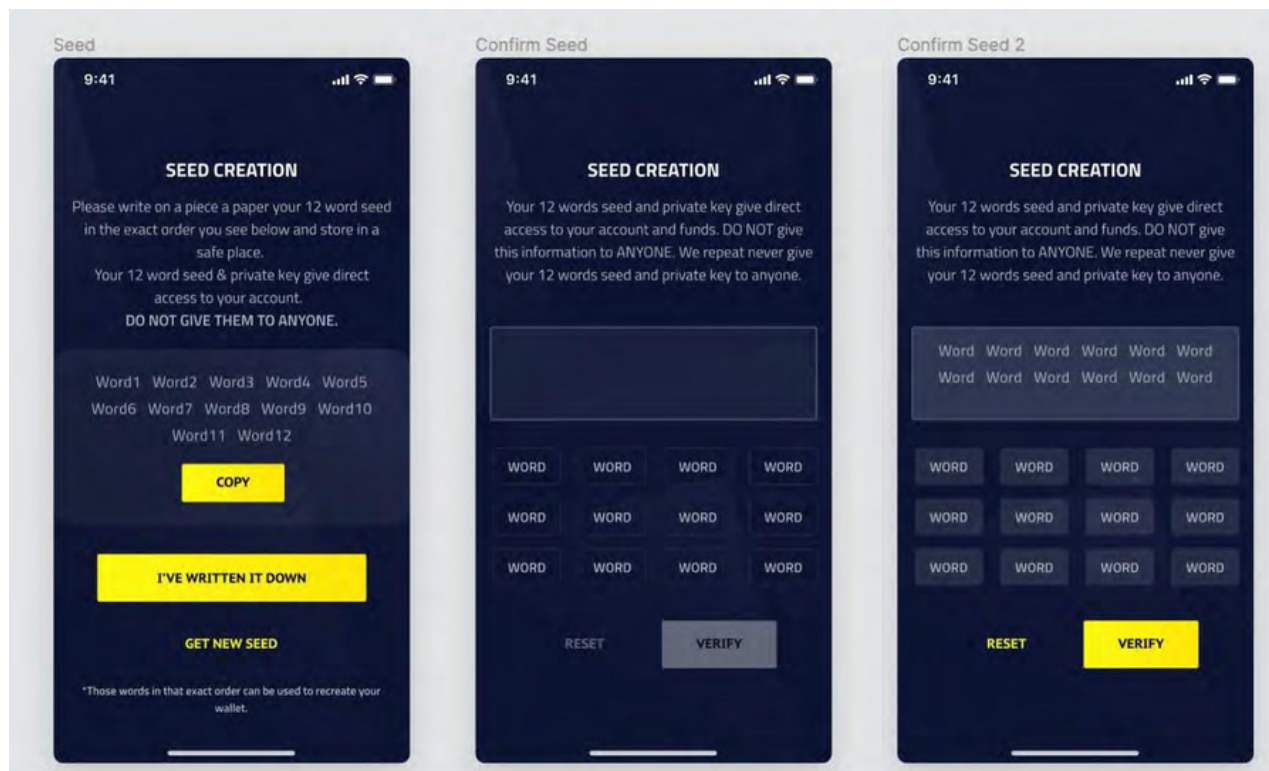 Seed
9:41
SEED CREATION
Please write on a piece a paper your 12 word seed
in the exact order you see below and store in a
safe place.
Your 12 word seed & private key give direct
access to your account.
DO NOT GIVE THEM TO ANYONE.
Word1 Word2 Word3 Word4 Word5
Word6 Word7 Word8 Word9 Word10
Word11 Word12
COPY
I'VE WRITTEN IT DOWN
GET NEW SEED
*Those words in that exact order can be used to recreate your
wallet.
Confirm Seed
9:41
SEED CREATION
Your 12 words seed and private key give direct
access to your account and funds. DO NOT give
this information to ANYONE. We repeat never give
your 12 words seed and private key to anyone.
WORD WORD WORD WORD
WORD WORD WORD WORD
WORD WORD WORD WORD
RESET VERIFY
Confirm Seed 2
9:41
SEED CREATION
Your 12 words seed and private key give direct
access to your account and funds. DO NOT give
this information to ANYONE. We repeat never give
your 12 words seed and private key to anyone.
Word Word Word Word Word Word
Word Word Word Word Word Word
WORD WORD WORD WORD
WORD WORD WORD WORD
WORD WORD WORD WORD
RESET VERIFY